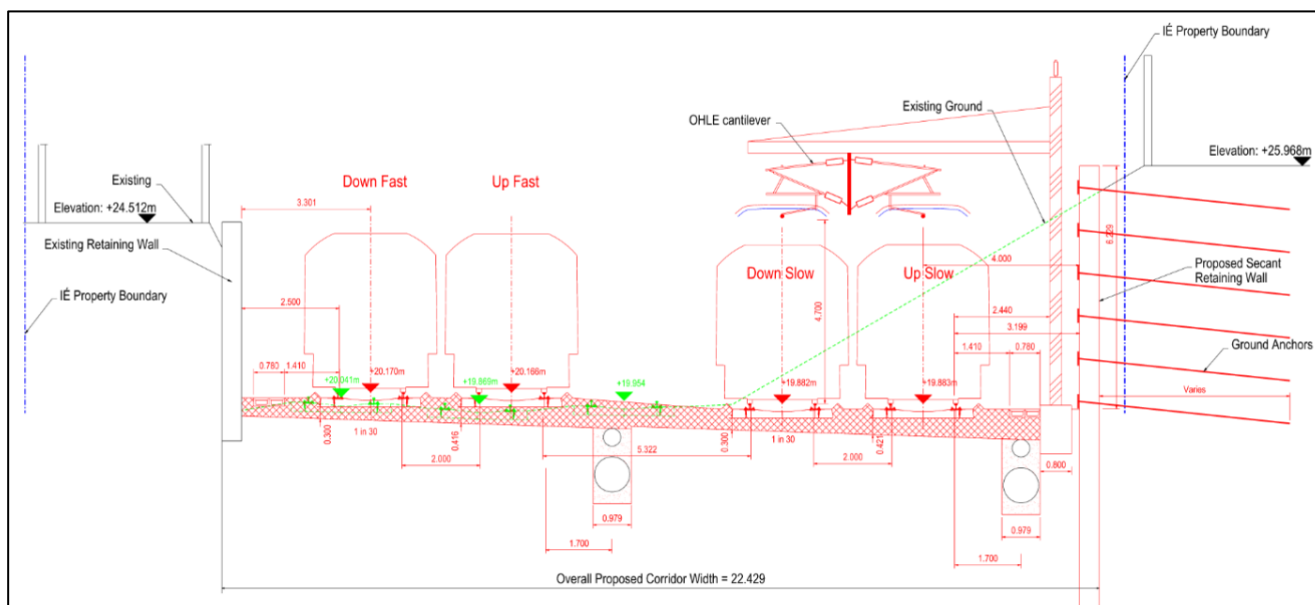 IÉ Property Boundary
Existing Ground
OHLE cantilever
Elevation: +25.968m
Existing
Down Fast
Up Fast
Elevation: +24.512m
3.301
Existing Retaining Wall
4.000
6.229
Down Slow
Up Slow
Proposed Secant
Retaining Wall
IÉ Property Boundary
2.500
4.700
2.440
3.199
0.780
1.410
1.410
0.780
Ground Anchors
+20.041m
+20.170m
+19.869m
+20.166m
+19.954
+19.882m
+19.883m
Varies
0.300
1 in 30
0.416
0.300
1 in 30
0.421
2.000
5.322
2.000
0.800
0.979
0.979
1.700
1.700
Overall Proposed Corridor Width = 22.429